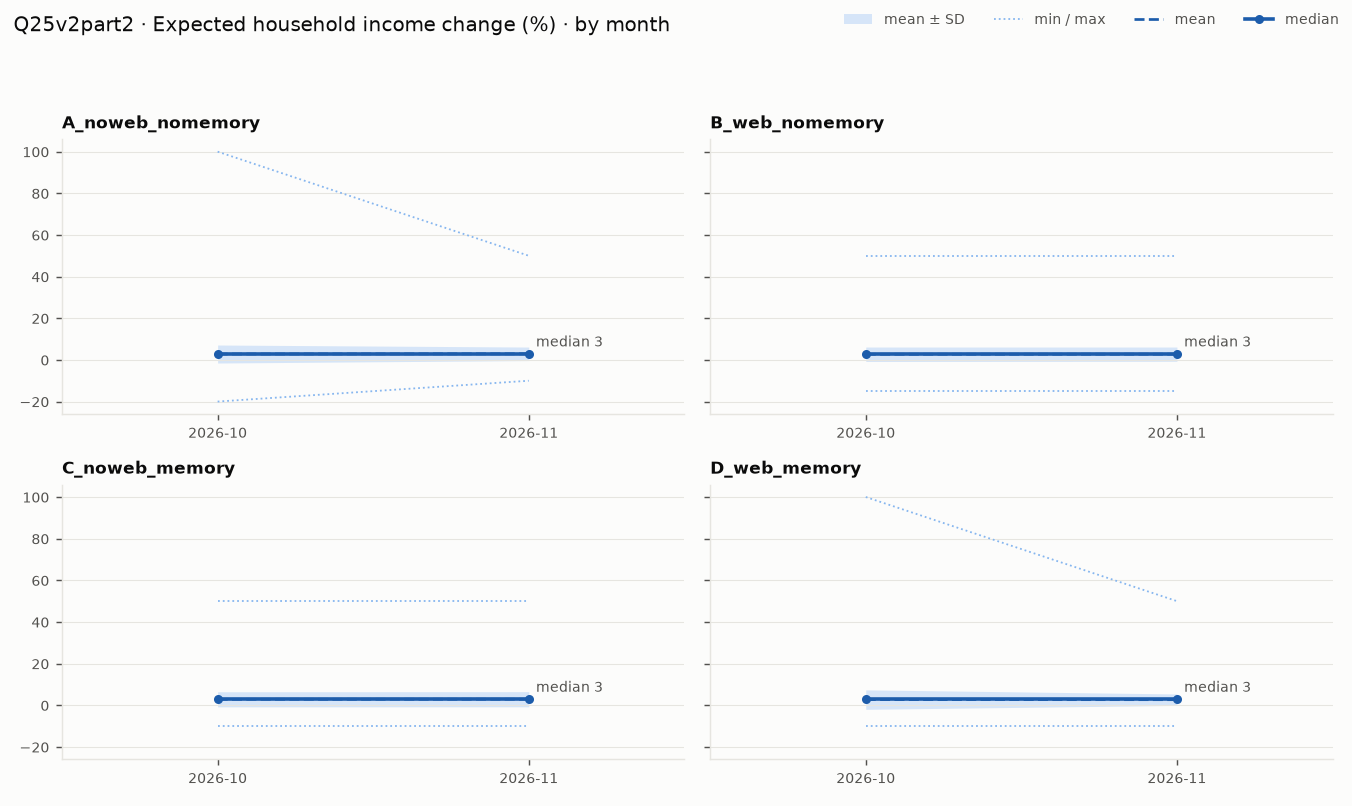 Q25v2part2 · Expected household income change (%) · by month
mean ± SD
min / max
mean
median
A_noweb_nomemory
100
80
60
40
20
0
−20
median 3
2026-10
2026-11
B_web_nomemory
median 3
2026-10
2026-11
C_noweb_memory
100
80
60
40
20
0
−20
median 3
2026-10
2026-11
D_web_memory
median 3
2026-10
2026-11